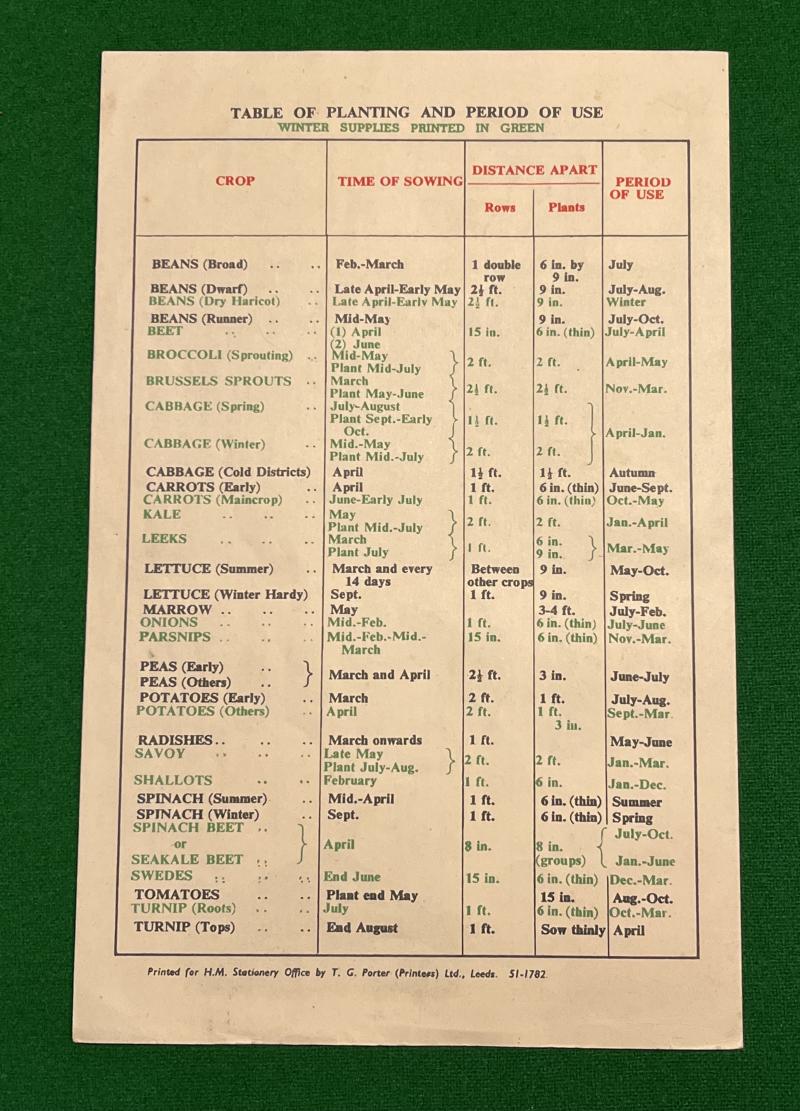 TABLE OF PLANTING AND PERIOD OF USE
WINTER SUPPLIES PRINTED IN GREEN
CROP TIME OF SOWING DISTANCE APART PERIOD OF USE
Rows Plants
BEANS (Broad) .. .. Feb.-March 1 double row 6 in. by 9 in. July
BEANS (Dwarf) .. .. Late April-Early May 2½ ft. 9 in. July-Aug.
BEANS (Dry Haricot) .. Late April-Early May 2½ ft. 9 in. Winter
BEANS (Runner) .. .. Mid-May 9 in. July-Oct.
BEET .. .. .. (1) April 15 in. 6 in. (thin) July-April
(2) June
BROCCOLI (Sprouting) .. Mid-May
Plant Mid-July } 2 ft. 2 ft. April-May
BRUSSELS SPROUTS .. March
Plant May-June } 2½ ft. 2½ ft. Nov.-Mar.
CABBAGE (Spring) .. July-August
Plant Sept.-Early Oct. } 1½ ft. 1½ ft.
CABBAGE (Winter) .. Mid.-May
Plant Mid.-July } 2 ft. 2 ft. } April-Jan.
CABBAGE (Cold Districts) April 1½ ft. 1½ ft. Autumn
CARROTS (Early) .. April 1 ft. 6 in. (thin) June-Sept.
CARROTS (Maincrop) .. June-Early July 1 ft. 6 in. (thin) Oct.-May
KALE .. .. .. May
Plant Mid.-July } 2 ft. 2 ft. Jan.-April
LEEKS .. .. .. March 6 in.
Plant July } 1 ft. 9 in. } Mar.-May
LETTUCE (Summer) .. March and every 14 days Between other crops 9 in. May-Oct.
LETTUCE (Winter Hardy) Sept. 1 ft. 9 in. Spring
MARROW .. .. .. May 3-4 ft. July-Feb.
ONIONS .. .. .. Mid.-Feb. 1 ft. 6 in. (thin) July-June
PARSNIPS .. .. .. Mid.-Feb.-Mid.-March 15 in. 6 in. (thin) Nov.-Mar.
PEAS (Early) ..
PEAS (Others) .. } March and April 2½ ft. 3 in. June-July
POTATOES (Early) .. March 2 ft. 1 ft. July-Aug.
POTATOES (Others) .. April 2 ft. 1 ft. 3 in. Sept.-Mar.
RADISHES .. .. .. March onwards 1 ft. May-June
SAVOY .. .. .. Late May
Plant July-Aug. } 2 ft. 2 ft. Jan.-Mar.
SHALLOTS .. .. February 1 ft. 6 in. Jan.-Dec.
SPINACH (Summer) .. Mid.-April 1 ft. 6 in. (thin) Summer
SPINACH (Winter) .. Sept. 1 ft. 6 in. (thin) Spring
SPINACH BEET .. July-Oct.
or } April 8 in. 8 in. (groups) {
SEAKALE BEET .. Jan.-June
SWEDES .. .. .. End June 15 in. 6 in. (thin) Dec.-Mar.
TOMATOES .. .. Plant end May 15 in. Aug.-Oct.
TURNIP (Roots) .. .. July 1 ft. 6 in. (thin) Oct.-Mar.
TURNIP (Tops) .. .. End August 1 ft. Sow thinly April
Printed for H.M. Stationery Office by T. G. Porter (Printers) Ltd., Leeds. 51-1782